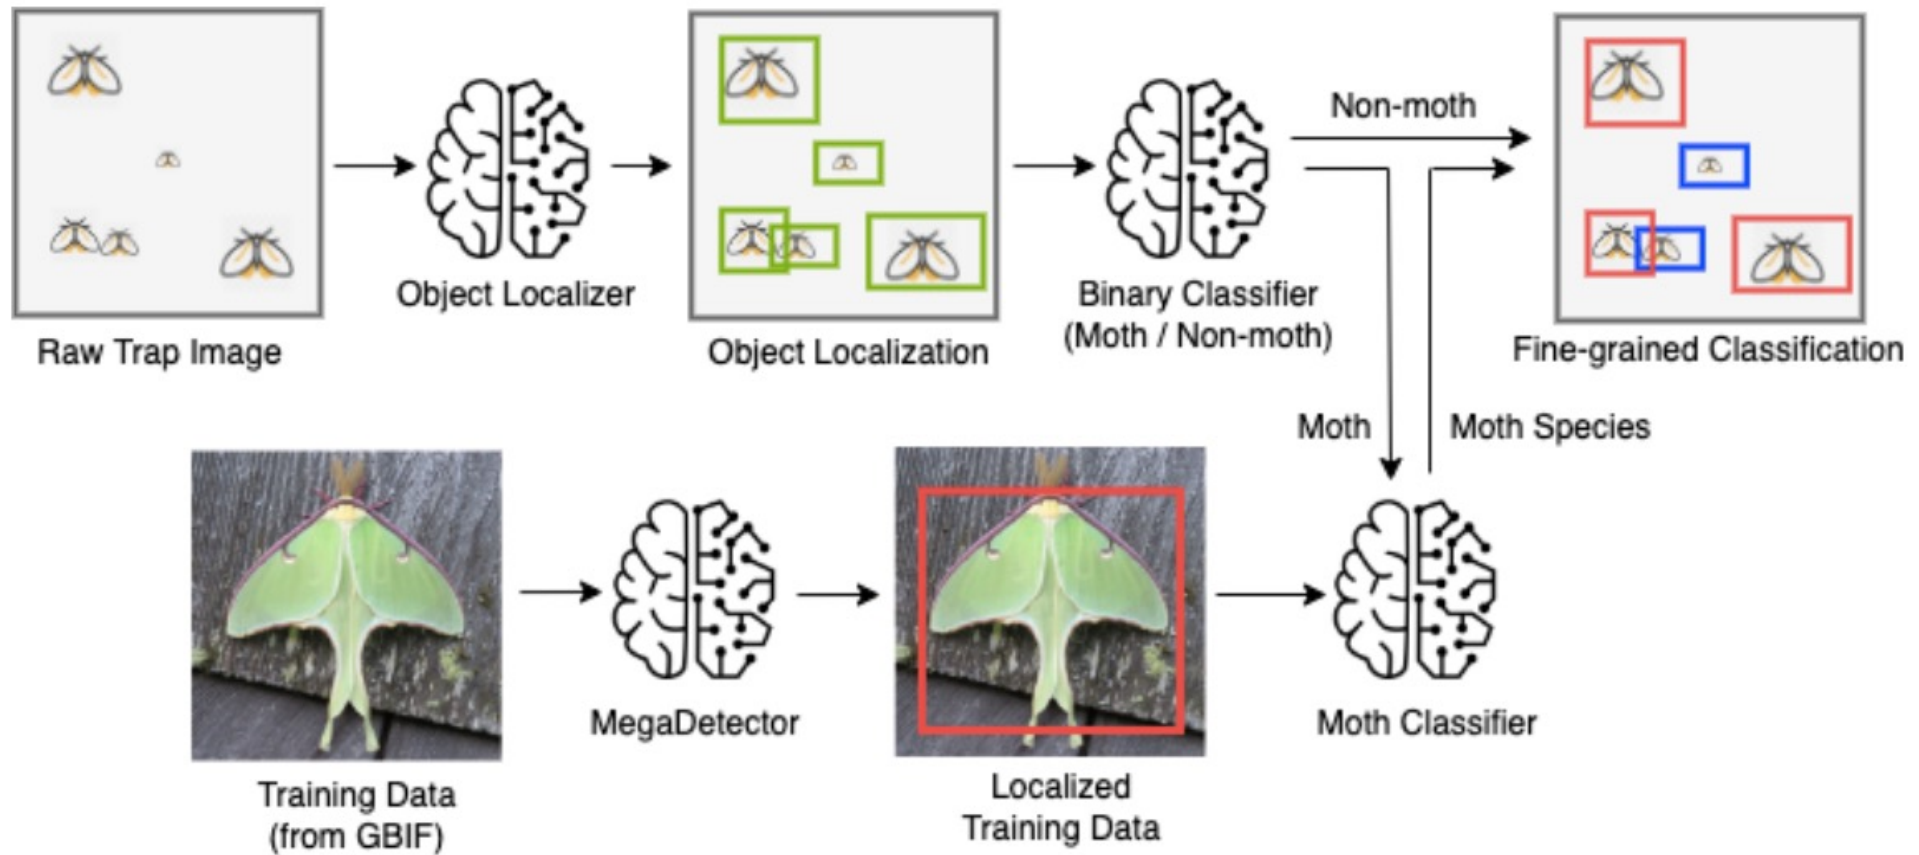 Raw Trap Image
Object Localizer
Object Localization
Binary Classifier
(Moth / Non-moth)
Non-moth
Fine-grained Classification
Moth
Moth Species
Training Data
(from GBIF)
MegaDetector
Localized
Training Data
Moth Classifier